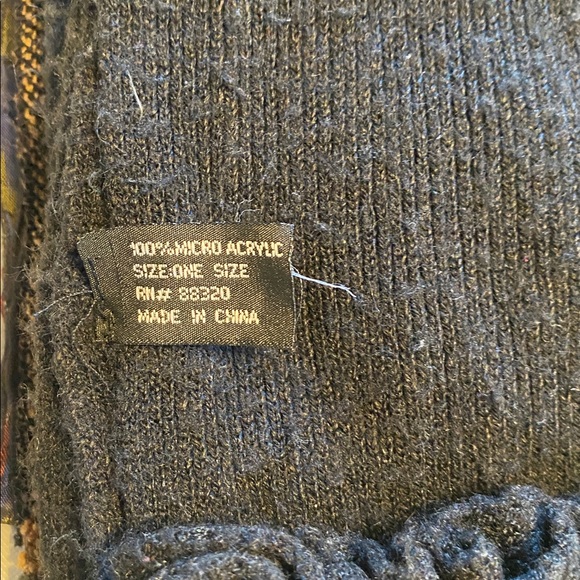 100%MICRO ACRYLIC
SIZE:ONE SIZE
RN# 88320
MADE IN CHINA